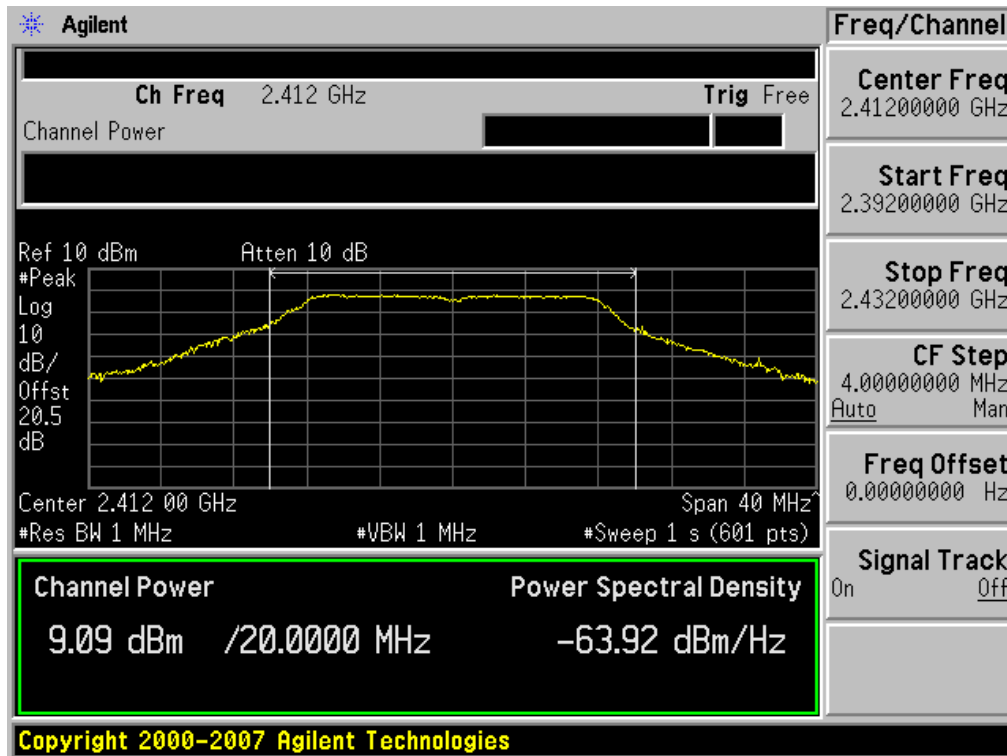 Agilent
Freq/Channel
Ch Freq 2.412 GHz Trig Free
Channel Power
Center Freq
2.41200000 GHz
Start Freq
2.39200000 GHz
Stop Freq
2.43200000 GHz
CF Step
4.00000000 MHz
Auto Man
Freq Offset
0.00000000 Hz
Signal Track
On Off
Ref 10 dBm Atten 10 dB
#Peak
Log
10
dB/
Offst
20.5
dB
Center 2.412 00 GHz Span 40 MHz^
#Res BW 1 MHz #VBW 1 MHz #Sweep 1 s (601 pts)
Channel Power Power Spectral Density
9.09 dBm /20.0000 MHz -63.92 dBm/Hz
Copyright 2000-2007 Agilent Technologies